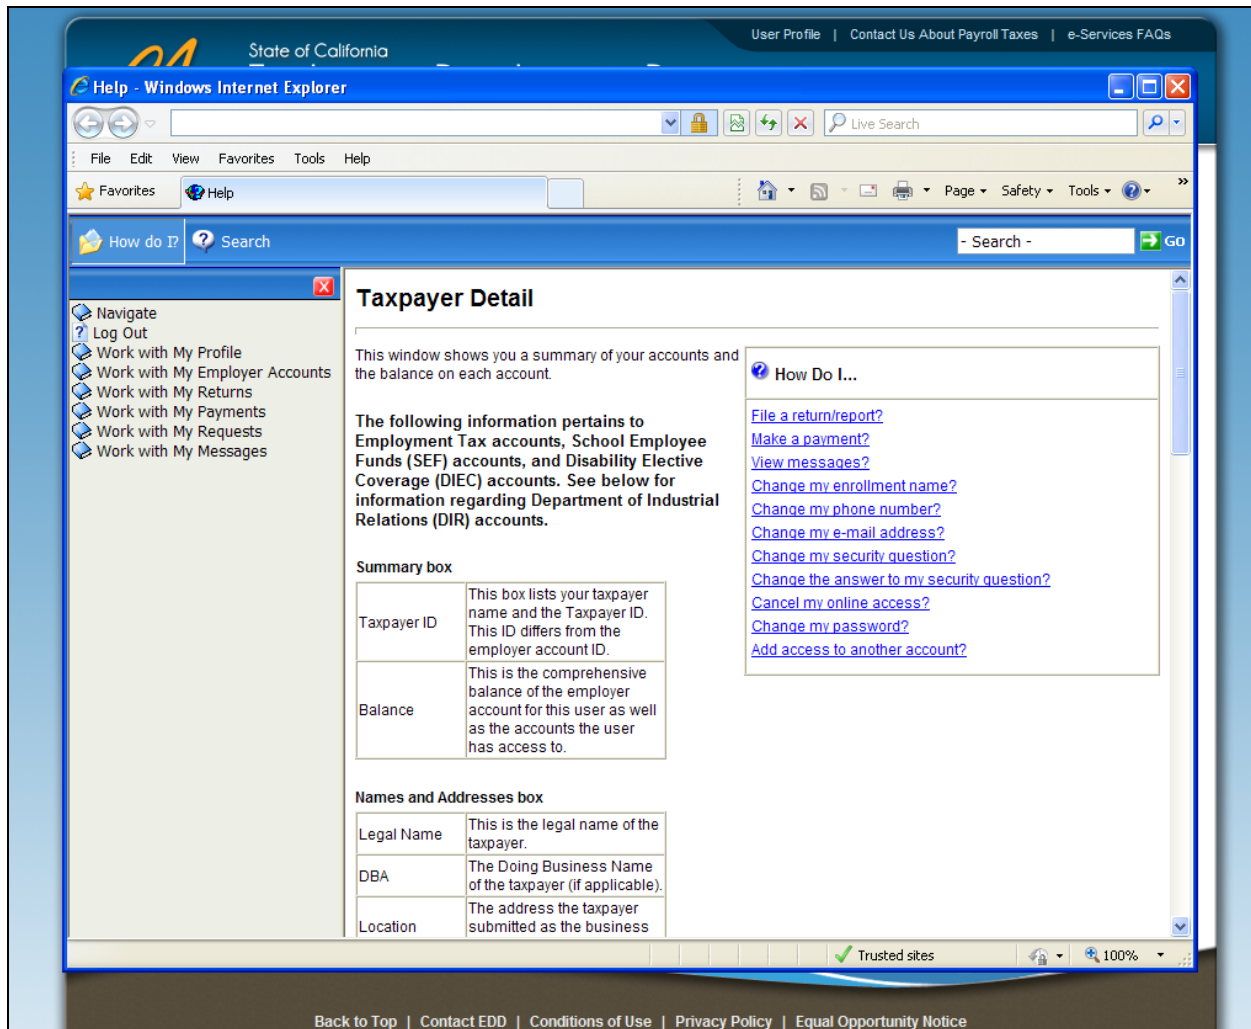 User Profile | Contact Us About Payroll Taxes | e-Services FAQs
State of California
Help - Windows Internet Explorer
Live Search
File Edit View Favorites Tools Help
Favorites Help Page Safety Tools »
How do I? Search - Search - Go
Navigate
Log Out
Work with My Profile
Work with My Employer Accounts
Work with My Returns
Work with My Payments
Work with My Requests
Work with My Messages
Taxpayer Detail
This window shows you a summary of your accounts and
the balance on each account.
The following information pertains to
Employment Tax accounts, School Employee
Funds (SEF) accounts, and Disability Elective
Coverage (DIEC) accounts. See below for
information regarding Department of Industrial
Relations (DIR) accounts.
How Do I...
File a return/report?
Make a payment?
View messages?
Change my enrollment name?
Change my phone number?
Change my e-mail address?
Change my security question?
Change the answer to my security question?
Cancel my online access?
Change my password?
Add access to another account?
Summary box
Taxpayer ID
This box lists your taxpayer
name and the Taxpayer ID.
This ID differs from the
employer account ID.
Balance
This is the comprehensive
balance of the employer
account for this user as well
as the accounts the user
has access to.
Names and Addresses box
Legal Name
This is the legal name of the
taxpayer.
DBA
The Doing Business Name
of the taxpayer (if applicable).
Location
The address the taxpayer
submitted as the business
Trusted sites 100%
Back to Top | Contact EDD | Conditions of Use | Privacy Policy | Equal Opportunity Notice